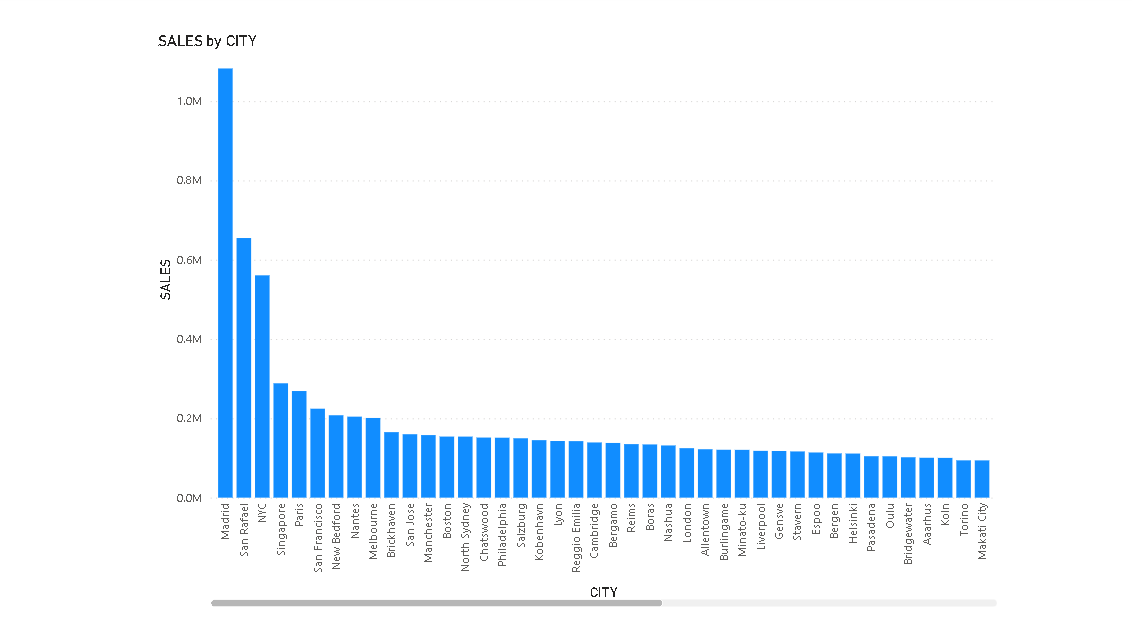 SALES by CITY
1.0M
0.8M
0.6M
0.4M
0.2M
0.0M
SALES
Madrid
San Rafael
NYC
Singapore
Paris
San Francisco
New Bedford
Nantes
Melbourne
Brickhaven
San Jose
Manchester
Boston
North Sydney
Chatswood
Philadelphia
Salzburg
Kobenhavn
Lyon
Reggio Emilia
Cambridge
Bergamo
Reims
Boras
Nashua
London
Allentown
Burlingame
Minato-ku
Liverpool
Gensve
Stavern
Espoo
Bergen
Helsinki
Pasadena
Oulu
Bridgewater
Aaarhus
Koln
Torino
Makati City
CITY